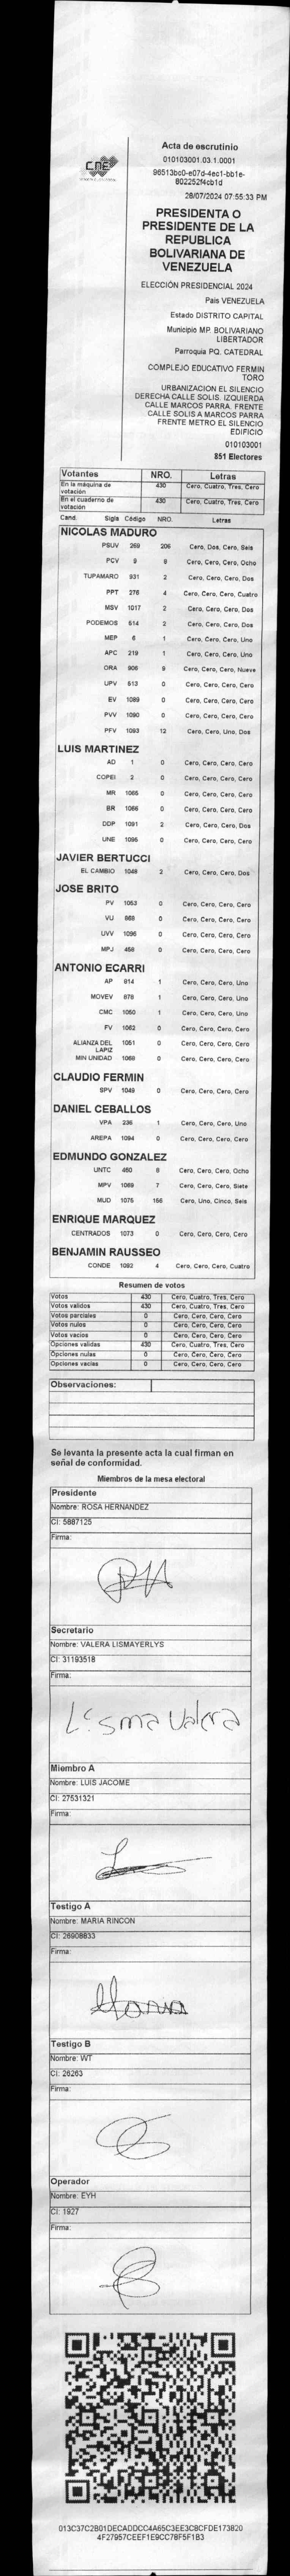 CNE
Acta de escrutinio
010103001.03.1.0001
96513bc0-e07d-4ec1-bb1e-
802252f4cb1d
28/07/2024 07:55:33 PM
PRESIDENTA O
PRESIDENTE DE LA
REPUBLICA
BOLIVARIANA DE
VENEZUELA
ELECCIÓN PRESIDENCIAL 2024
País VENEZUELA
Estado DISTRITO CAPITAL
Municipio MP. BOLIVARIANO
LIBERTADOR
Parroquia PQ. CATEDRAL
COMPLEJO EDUCATIVO FERMIN
TORO
URBANIZACION EL SILENCIO
DERECHA CALLE SOLIS. IZQUIERDA
CALLE MARCOS PARRA. FRENTE
CALLE SOLIS A MARCOS PARRA
FRENTE METRO EL SILENCIO
EDIFICIO
010103001
851 Electores
Votantes NRO. Letras
En la máquina de votación 430 Cero, Cuatro, Tres, Cero
En el cuaderno de votación 430 Cero, Cuatro, Tres, Cero
Cand Sigla Código NRO. Letras
NICOLAS MADURO
PSUV 269 206 Cero, Dos, Cero, Seis
PCV 9 8 Cero, Cero, Cero, Ocho
TUPAMARO 931 2 Cero, Cero, Cero, Dos
PPT 276 4 Cero, Cero, Cero, Cuatro
MSV 1017 2 Cero, Cero, Cero, Dos
PODEMOS 514 2 Cero, Cero, Cero, Dos
MEP 6 1 Cero, Cero, Cero, Uno
APC 219 1 Cero, Cero, Cero, Uno
ORA 908 9 Cero, Cero, Cero, Nueve
UPV 513 0 Cero, Cero, Cero, Cero
EV 1089 0 Cero, Cero, Cero, Cero
PVV 1090 0 Cero, Cero, Cero, Cero
PFV 1093 12 Cero, Cero, Uno, Dos
LUIS MARTINEZ
AD 1 0 Cero, Cero, Cero, Cero
COPEI 2 0 Cero, Cero, Cero, Cero
MR 1065 0 Cero, Cero, Cero, Cero
BR 1066 0 Cero, Cero, Cero, Cero
DDP 1091 2 Cero, Cero, Cero, Dos
UNE 1095 0 Cero, Cero, Cero, Cero
JAVIER BERTUCCI
EL CAMBIO 1048 2 Cero, Cero, Cero, Dos
JOSE BRITO
PV 1053 0 Cero, Cero, Cero, Cero
VU 868 0 Cero, Cero, Cero, Cero
UVV 1096 0 Cero, Cero, Cero, Cero
MPJ 458 0 Cero, Cero, Cero, Cero
ANTONIO ECARRI
AP 914 1 Cero, Cero, Cero, Uno
MOVEV 878 1 Cero, Cero, Cero, Uno
CMC 1050 1 Cero, Cero, Cero, Uno
FV 1062 0 Cero, Cero, Cero, Cero
ALIANZA DEL LAPIZ 1051 0 Cero, Cero, Cero, Cero
MIN UNIDAD 1068 0 Cero, Cero, Cero, Cero
CLAUDIO FERMIN
SPV 1049 0 Cero, Cero, Cero, Cero
DANIEL CEBALLOS
VPA 236 1 Cero, Cero, Cero, Uno
AREPA 1094 0 Cero, Cero, Cero, Cero
EDMUNDO GONZALEZ
UNTC 460 8 Cero, Cero, Cero, Ocho
MPV 1069 7 Cero, Cero, Cero, Siete
MUD 1075 156 Cero, Uno, Cinco, Seis
ENRIQUE MARQUEZ
CENTRADOS 1073 0 Cero, Cero, Cero, Cero
BENJAMIN RAUSSEO
CONDE 1092 4 Cero, Cero, Cero, Cuatro
Resumen de votos
Votos 430 Cero, Cuatro, Tres, Cero
Votos validos 430 Cero, Cuatro, Tres, Cero
Votos parciales 0 Cero, Cero, Cero, Cero
Votos nulos 0 Cero, Cero, Cero, Cero
Votos vacios 0 Cero, Cero, Cero, Cero
Opciones validas 430 Cero, Cuatro, Tres, Cero
Opciones nulas 0 Cero, Cero, Cero, Cero
Opciones vacias 0 Cero, Cero, Cero, Cero
Observaciones:
Se levanta la presente acta la cual firman en
señal de conformidad.
Miembros de la mesa electoral
Presidente
Nombre: ROSA HERNANDEZ
CI: 5887125
Firma:
Secretario
Nombre: VALERA LISMAYERLYS
CI: 31193518
Firma:
Lisma Valera
Miembro A
Nombre: LUIS JACOME
CI: 27531321
Firma:
Testigo A
Nombre: MARIA RINCON
CI: 26908833
Firma:
Maria
Testigo B
Nombre: WT
CI: 26263
Firma:
Operador
Nombre: EYH
CI: 1927
Firma:
013C37C2B01DECADDCC4A65C3EE3C8CFDE173820
4F27957CEEF1E9CC78F5F1B3